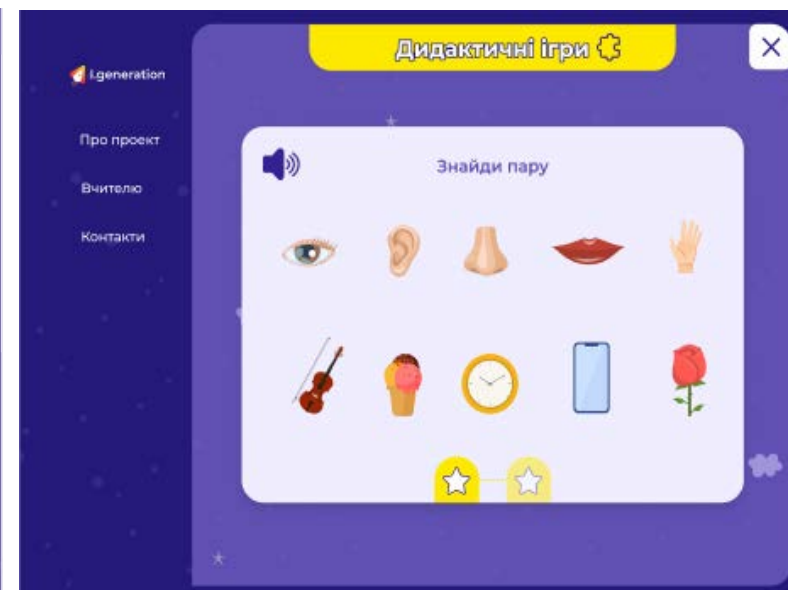 Дидактичні ігри
I.generation
Про проект
Вчителю
Контакти
Знайди пару